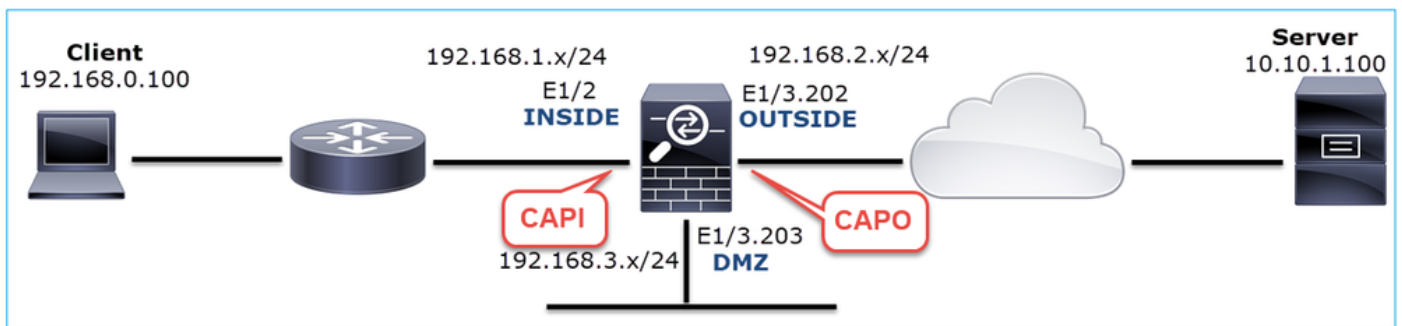 Client
192.168.0.100
192.168.1.x/24
E1/2
INSIDE
192.168.2.x/24
E1/3.202
OUTSIDE
Server
10.10.1.100
CAPI
CAPO
E1/3.203
192.168.3.x/24
DMZ